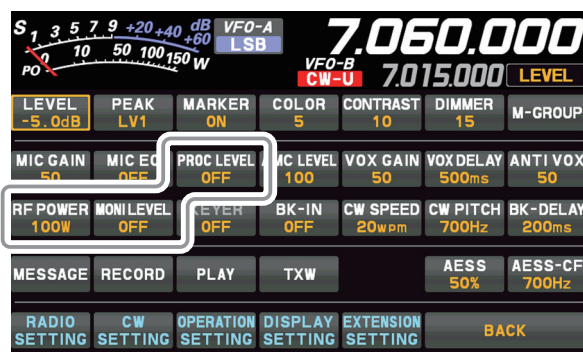 S 1 3 5 7 9 +20 +40 +60 dB
PO 0 10 50 100 150 W
VFO-A
LSB
7.060.000
VFO-B
CW-U
7.015.000
LEVEL
LEVEL PEAK MARKER COLOR CONTRAST DIMMER M-GROUP
-5.0dB LV1 ON 5 10 15
MIC GAIN MIC EQ PROC LEVEL MC LEVEL VOX GAIN VOX DELAY ANTI VOX
50 OFF OFF 100 50 500ms 50
RF POWER MONI LEVEL KEYER BK-IN CW SPEED CW PITCH BK-DELAY
100W OFF OFF OFF 20wpm 700Hz 200ms
MESSAGE RECORD PLAY TXW AESS AESS-CF
50% 700Hz
RADIO CW OPERATION DISPLAY EXTENSION BACK
SETTING SETTING SETTING SETTING SETTING